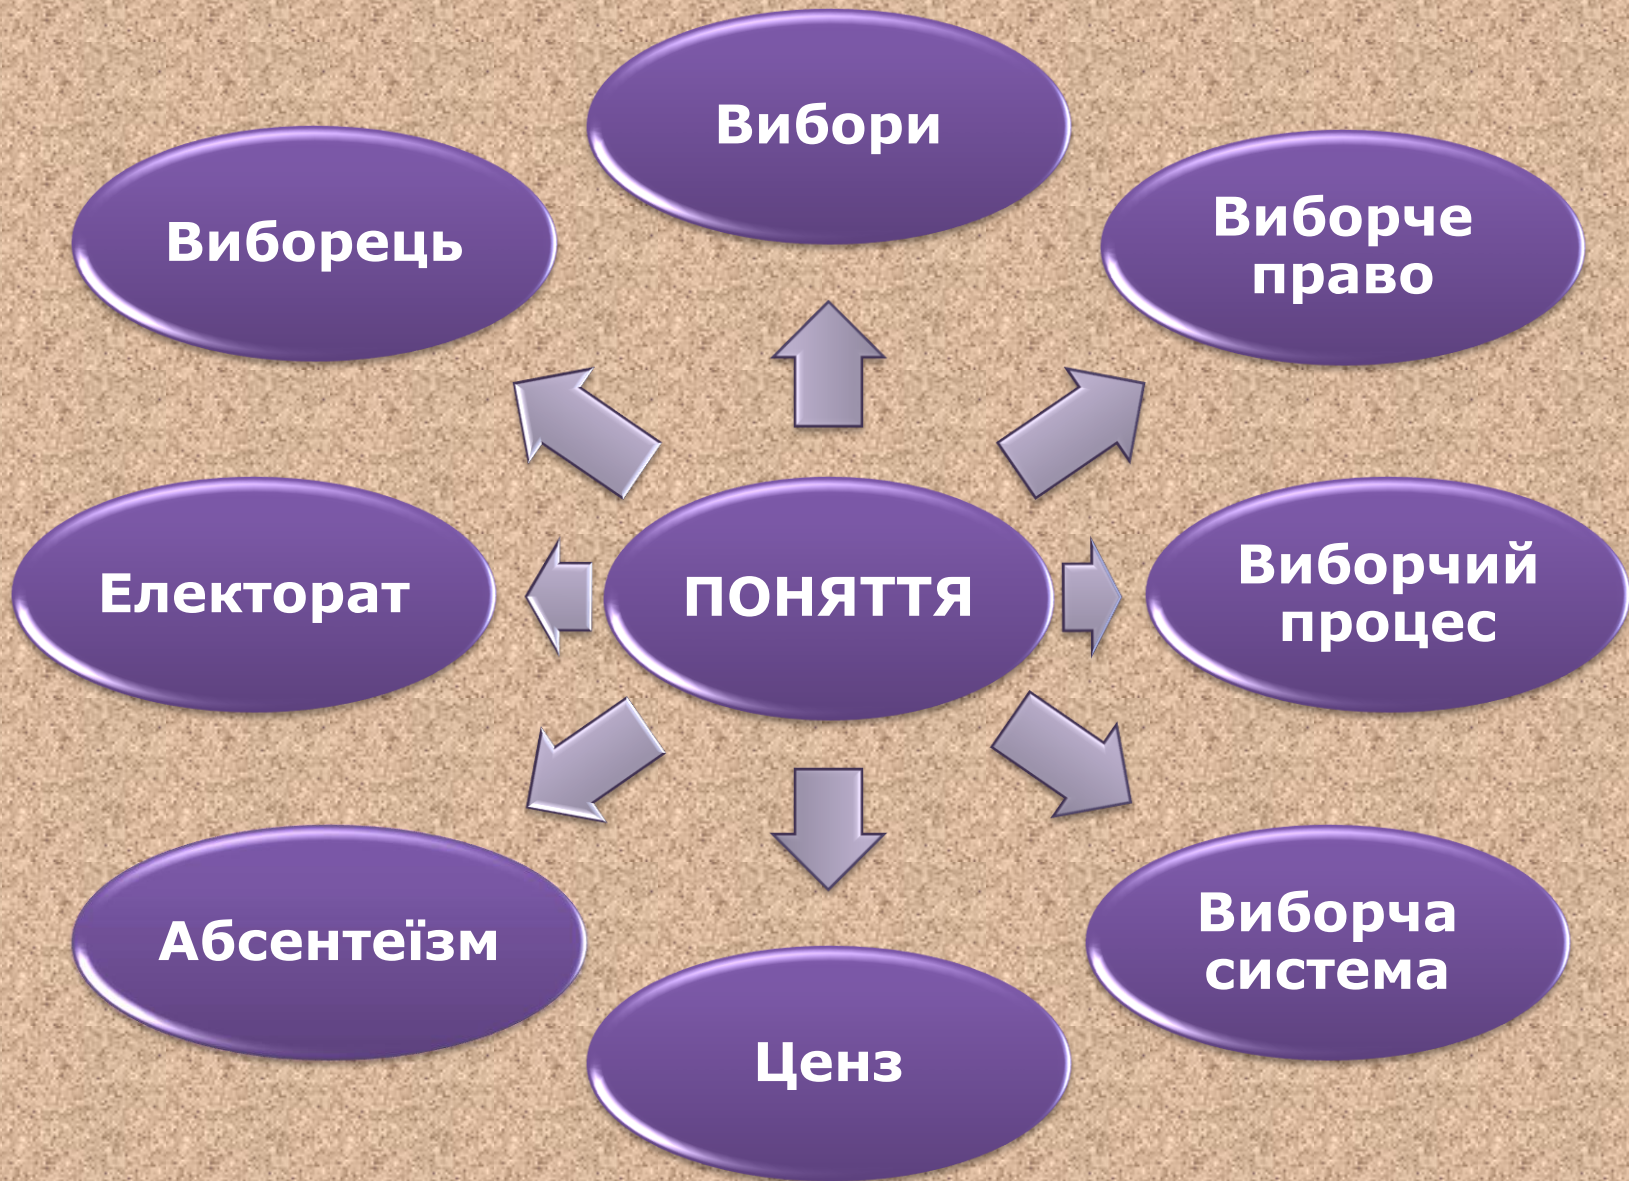 Вибори
Виборець
Виборче
право
Електорат
ПОНЯТТЯ
Виборчий
процес
Абсентеїзм
Виборча
система
Ценз